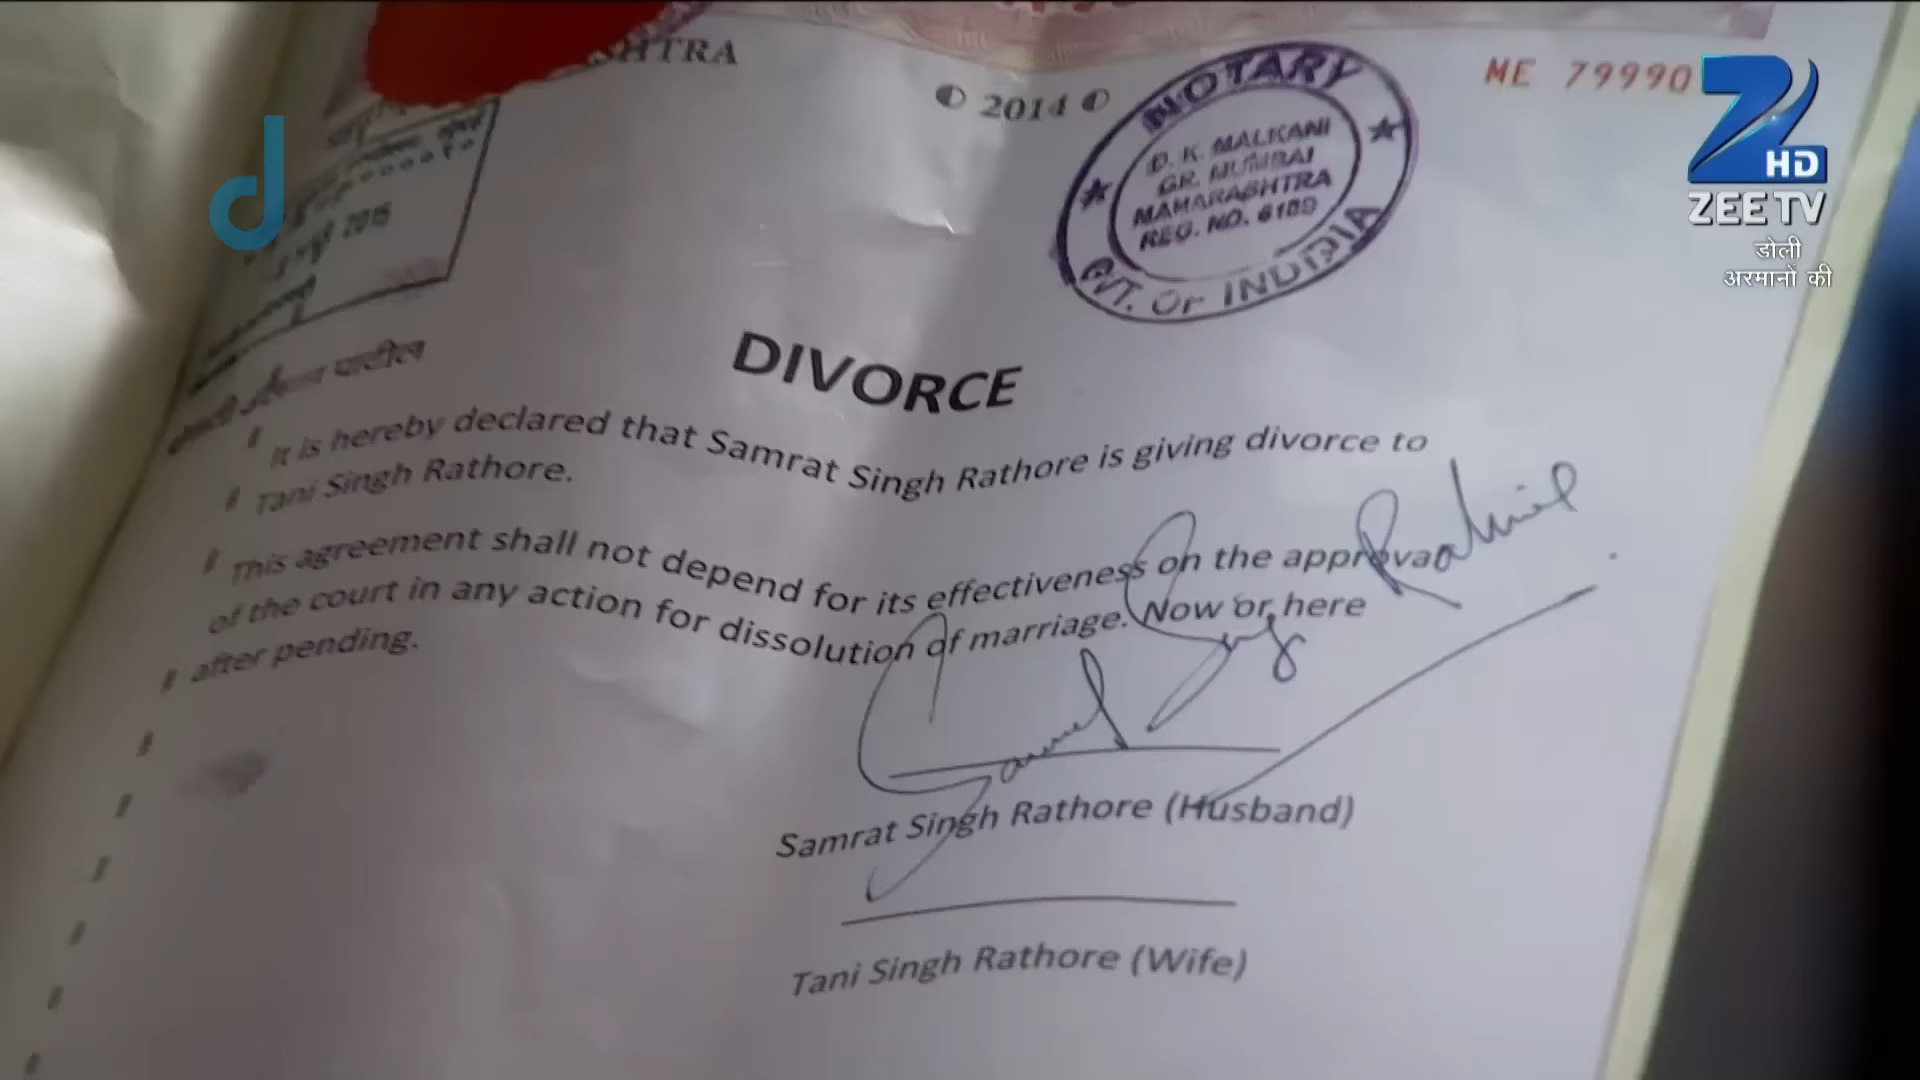 © 2014 ©
ME 79990
NOTARY
D. K. MALKANI
GR. MUMBAI
MAHARASHTRA
REG. NO. 6189
GVT. OF INDIDIA
Z HD
ZEE TV
डोली
अरमानों की
d
2015
पाटील
DIVORCE
It is hereby declared that Samrat Singh Rathore is giving divorce to
Tani Singh Rathore.
This agreement shall not depend for its effectiveness on the approval
of the court in any action for dissolution of marriage. Now or here
after pending.
Samrat Singh Rathore (Husband)
Tani Singh Rathore (Wife)